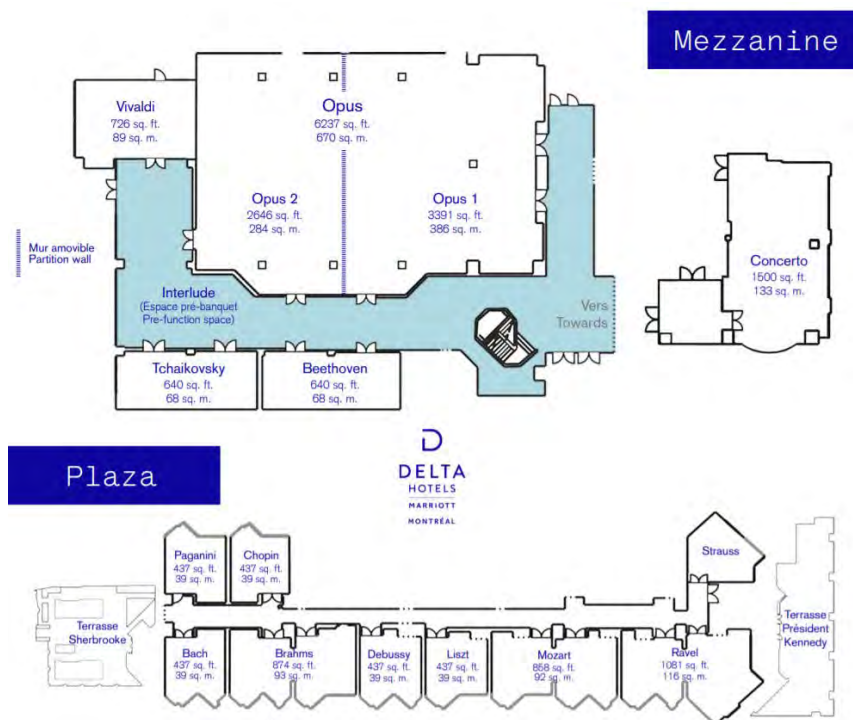 Mezzanine
Vivaldi
726 sq. ft.
89 sq. m.
Opus
6237 sq. ft.
670 sq. m.
Opus 2
2646 sq. ft.
284 sq. m.
Opus 1
3391 sq. ft.
386 sq. m.
Mur amovible
Partition wall
Concerto
1500 sq. ft.
133 sq. m.
Interlude
(Espace pré-banquet
Pre-function space)
Vers
Towards
Tchaikovsky
640 sq. ft.
68 sq. m.
Beethoven
640 sq. ft.
68 sq. m.
Plaza
D
DELTA
HOTELS
MARRIOTT
MONTRÉAL
Paganini
437 sq. ft.
39 sq. m.
Chopin
437 sq. ft.
39 sq. m.
Strauss
Terrasse
Sherbrooke
Terrasse
Président
Kennedy
Bach
437 sq. ft.
39 sq. m.
Brahms
874 sq. ft.
93 sq. m.
Debussy
437 sq. ft.
39 sq. m.
Liszt
437 sq. ft.
39 sq. m.
Mozart
858 sq. ft.
92 sq. m.
Ravel
1081 sq. ft.
116 sq. m.